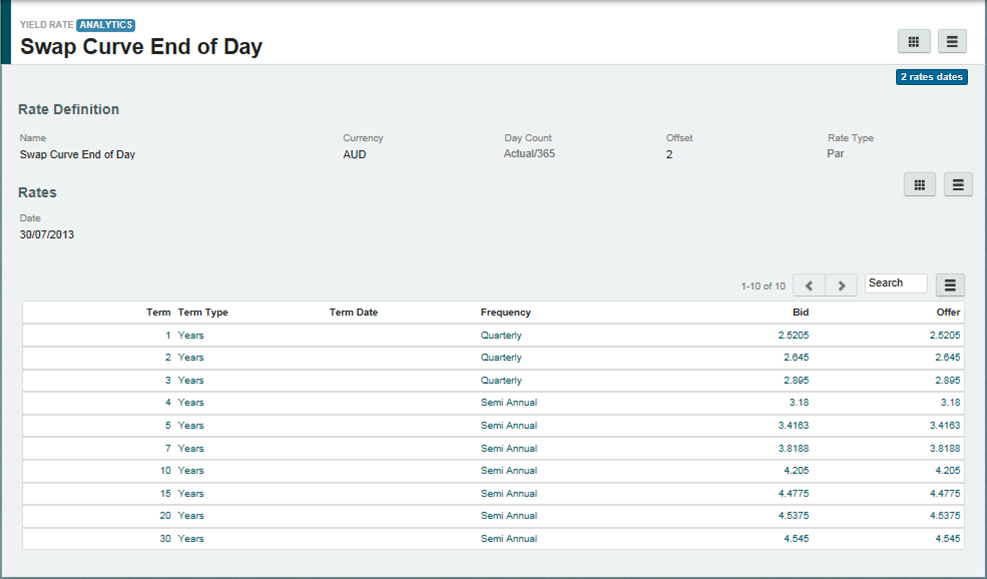 YIELD RATE ANALYTICS
Swap Curve End of Day
2 rates dates
Rate Definition
Name Currency Day Count Offset Rate Type
Swap Curve End of Day AUD Actual/365 2 Par
Rates
Date
30/07/2013
1-10 of 10 Search
Term Term Type Term Date Frequency Bid Offer
1 Years Quarterly 2.5205 2.5205
2 Years Quarterly 2.645 2.645
3 Years Quarterly 2.895 2.895
4 Years Semi Annual 3.18 3.18
5 Years Semi Annual 3.4163 3.4163
7 Years Semi Annual 3.8188 3.8188
10 Years Semi Annual 4.205 4.205
15 Years Semi Annual 4.4775 4.4775
20 Years Semi Annual 4.5375 4.5375
30 Years Semi Annual 4.545 4.545